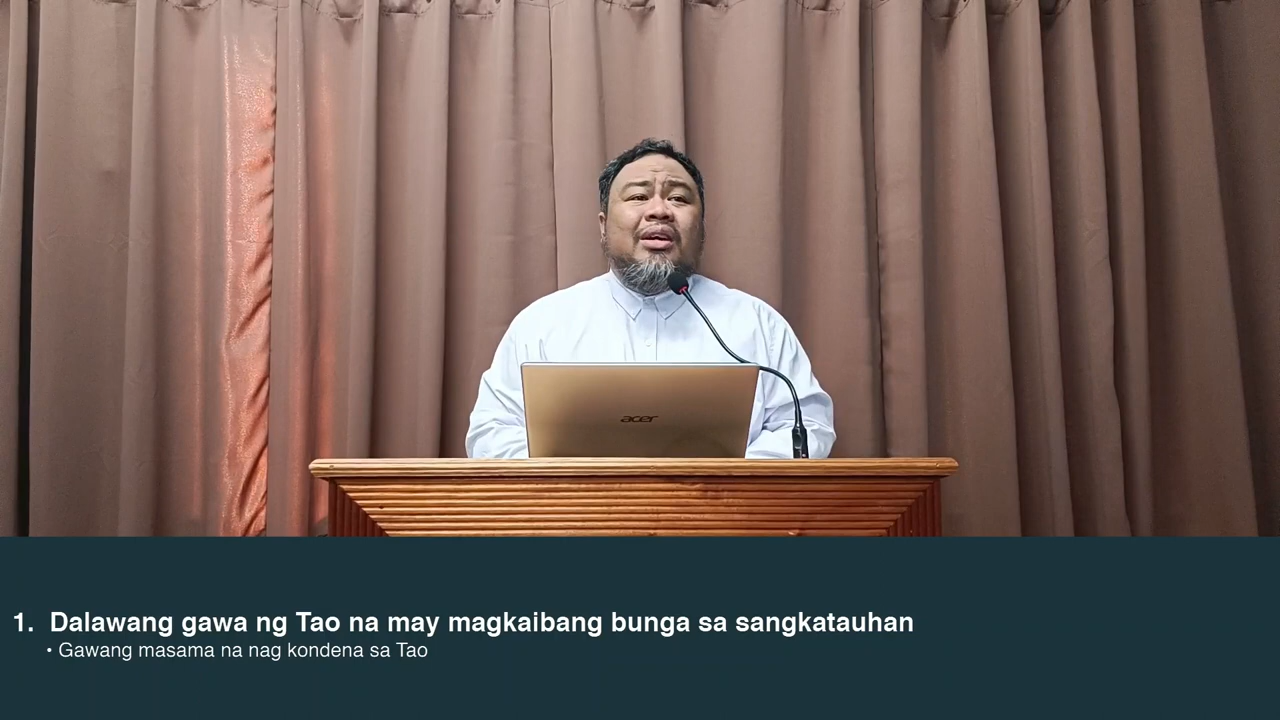 acer
1. Dalawang gawa ng Tao na may magkaibang bunga sa sangkatauhan
• Gawang masama na nag kondena sa Tao